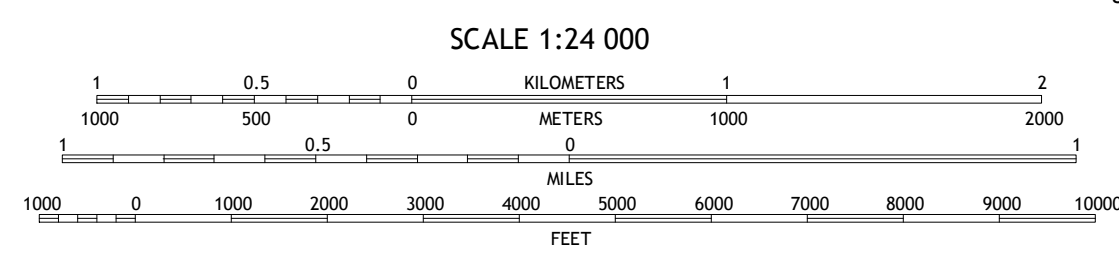 SCALE 1:24 000
1 0.5 0 KILOMETERS 1 2
1000 500 0 METERS 1000 2000
1 0.5 0 1
MILES
1000 0 1000 2000 3000 4000 5000 6000 7000 8000 9000 10000
FEET